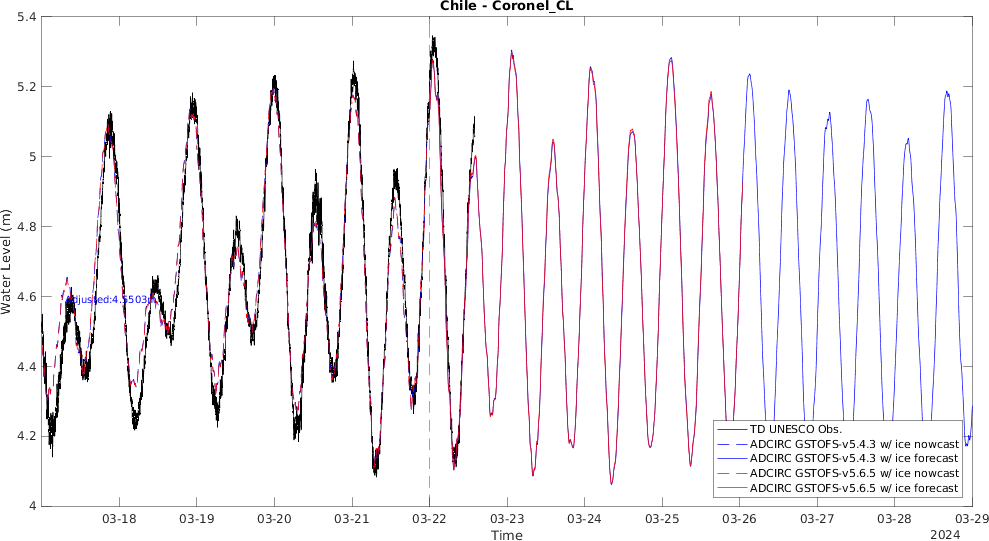 Chile - Coronel_CL
5.4
5.2
5
4.8
4.6
4.4
4.2
4
Water Level (m)
Adjusted:4.5503m
TD UNESCO Obs.
ADCIRC GSTOFS-v5.4.3 w/ ice nowcast
ADCIRC GSTOFS-v5.4.3 w/ ice forecast
ADCIRC GSTOFS-v5.6.5 w/ ice nowcast
ADCIRC GSTOFS-v5.6.5 w/ ice forecast
03-18 03-19 03-20 03-21 03-22 03-23 03-24 03-25 03-26 03-27 03-28 03-29
Time
2024